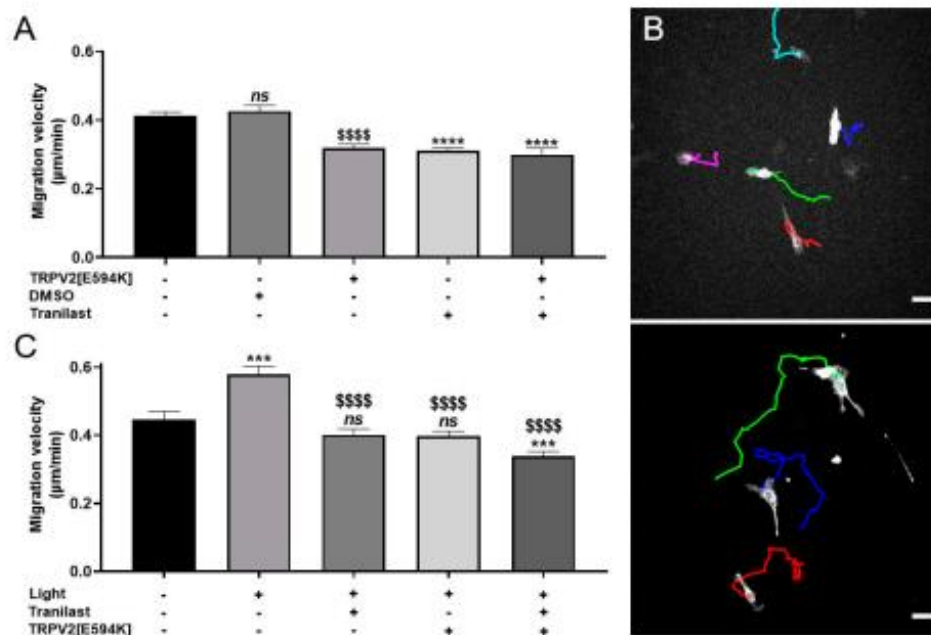 A
B
Migration velocity
(µm/min)
0.6
0.4
0.2
0.0
ns
$$$$
****
****
TRPV2[E594K] - - + - +
DMSO - + - - -
Tranilast - - - + +
C
Migration velocity
(µm/min)
0.6
0.4
0.2
0.0
***
$$$$
ns
$$$$
ns
$$$$
***
Light - + + + +
Tranilast - - + - +
TRPV2[E594K] - - - + +